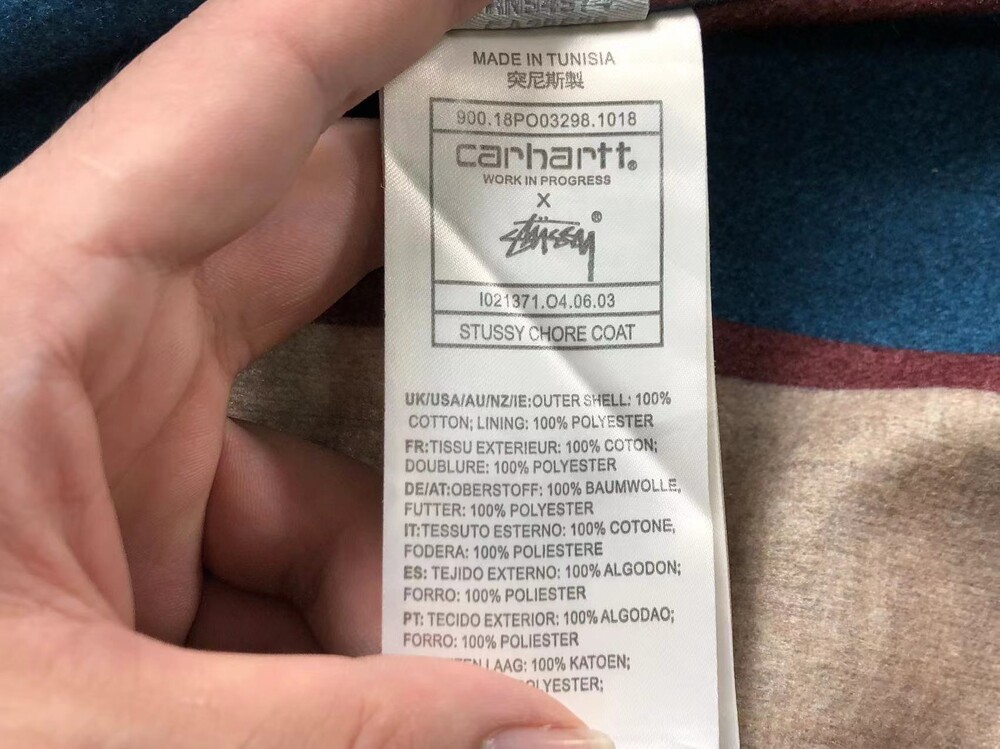 MADE IN TUNISIA
突尼斯製
900.18PO03298.1018
carhartt®
WORK IN PROGRESS
X
Stüssy®
I021371.O4.06.03
STUSSY CHORE COAT
UK/USA/AU/NZ/IE:OUTER SHELL: 100%
COTTON; LINING: 100% POLYESTER
FR:TISSU EXTERIEUR: 100% COTON;
DOUBLURE: 100% POLYESTER
DE/AT:OBERSTOFF: 100% BAUMWOLLE,
FUTTER: 100% POLYESTER
IT:TESSUTO ESTERNO: 100% COTONE,
FODERA: 100% POLIESTERE
ES: TEJIDO EXTERNO: 100% ALGODON;
FORRO: 100% POLIESTER
PT: TECIDO EXTERIOR: 100% ALGODAO;
FORRO: 100% POLIESTER
LAAG: 100% KATOEN;